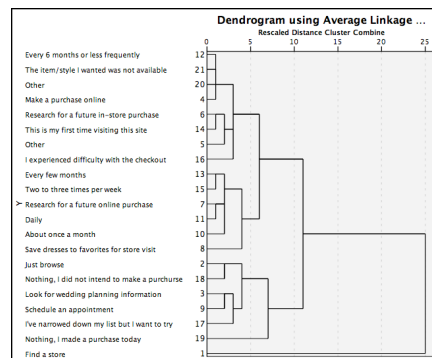 Dendrogram using Average Linkage ...
Rescaled Distance Cluster Combine
0 5 10 15 20 25
Every 6 months or less frequently 12
The item/style I wanted was not available 21
Other 20
Make a purchase online 4
Research for a future in-store purchase 6
This is my first time visiting this site 14
Other 5
I experienced difficulty with the checkout 16
Every few months 13
Two to three times per week 15
Y Research for a future online purchase 7
Daily 11
About once a month 10
Save dresses to favorites for store visit 8
Just browse 2
Nothing, I did not intend to make a purchurse 18
Look for wedding planning information 3
Schedule an appointment 9
I've narrowed down my list but I want to try 17
Nothing, I made a purchase today 19
Find a store 1